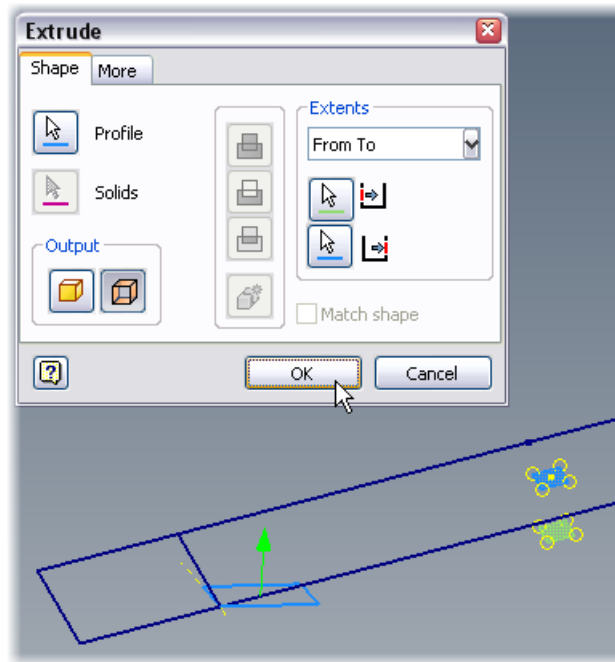 Extrude
Shape
More
Profile
Solids
Output
Extents
From To
Match shape
?
OK
Cancel